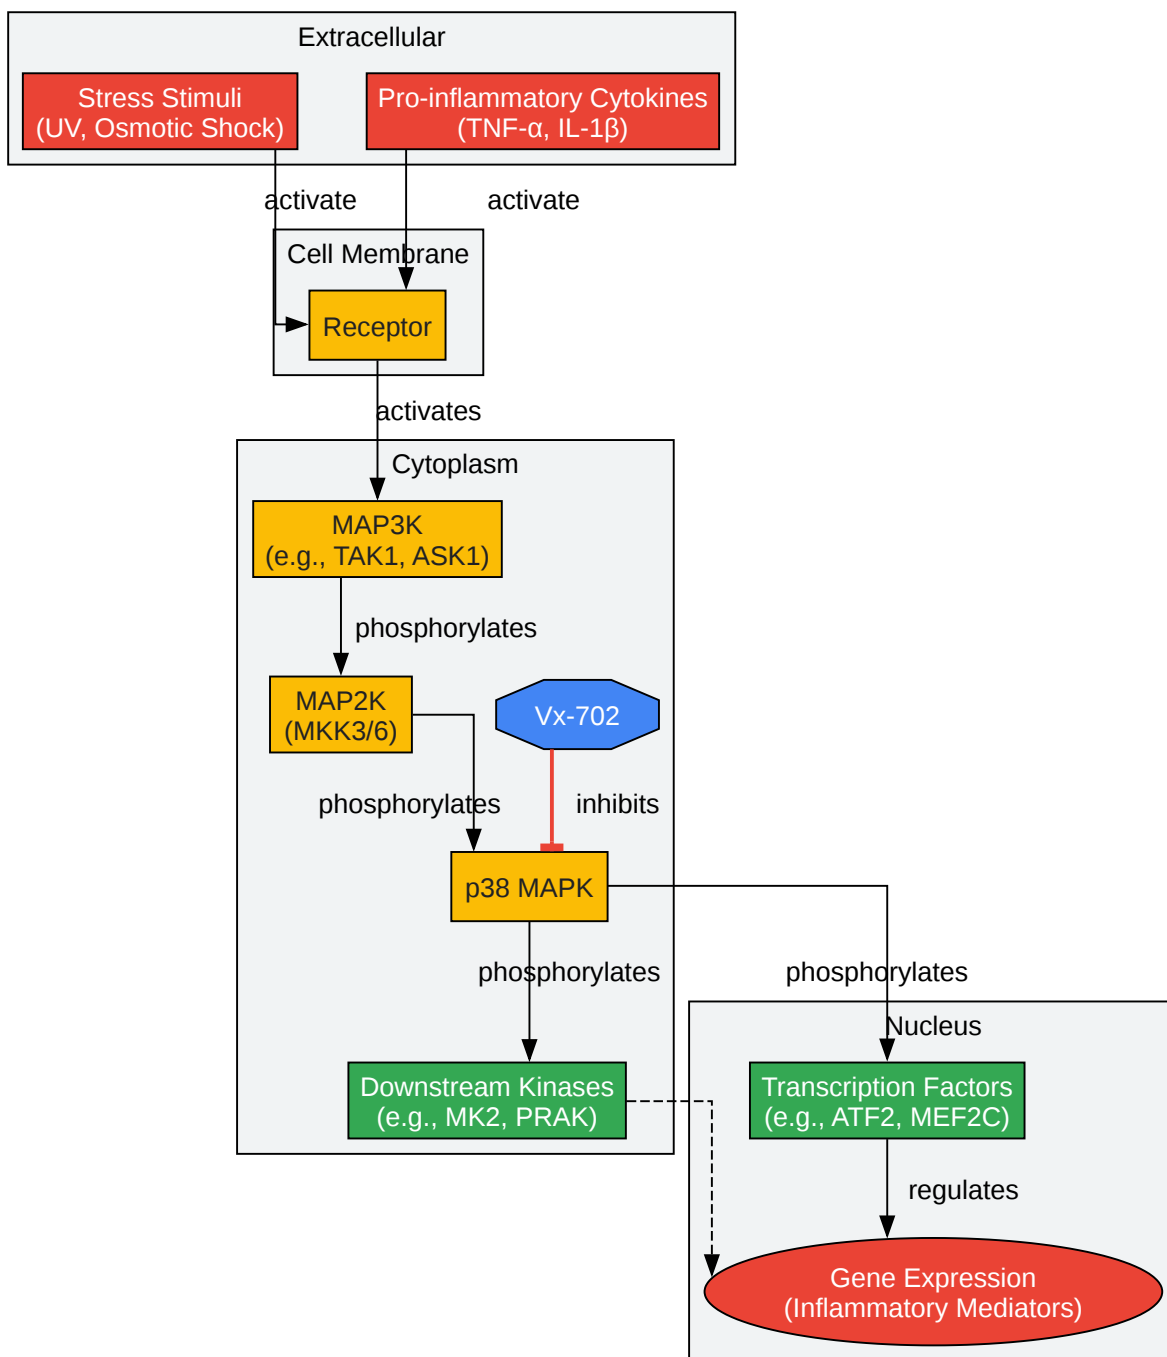 Extracellular
Stress Stimuli
(UV, Osmotic Shock)
Pro-inflammatory Cytokines
(TNF-α, IL-1β)
activate
activate
Cell Membrane
Receptor
activates
Cytoplasm
MAP3K
(e.g., TAK1, ASK1)
phosphorylates
MAP2K
(MKK3/6)
Vx-702
phosphorylates
inhibits
p38 MAPK
phosphorylates
phosphorylates
Nucleus
Downstream Kinases
(e.g., MK2, PRAK)
Transcription Factors
(e.g., ATF2, MEF2C)
regulates
Gene Expression
(Inflammatory Mediators)